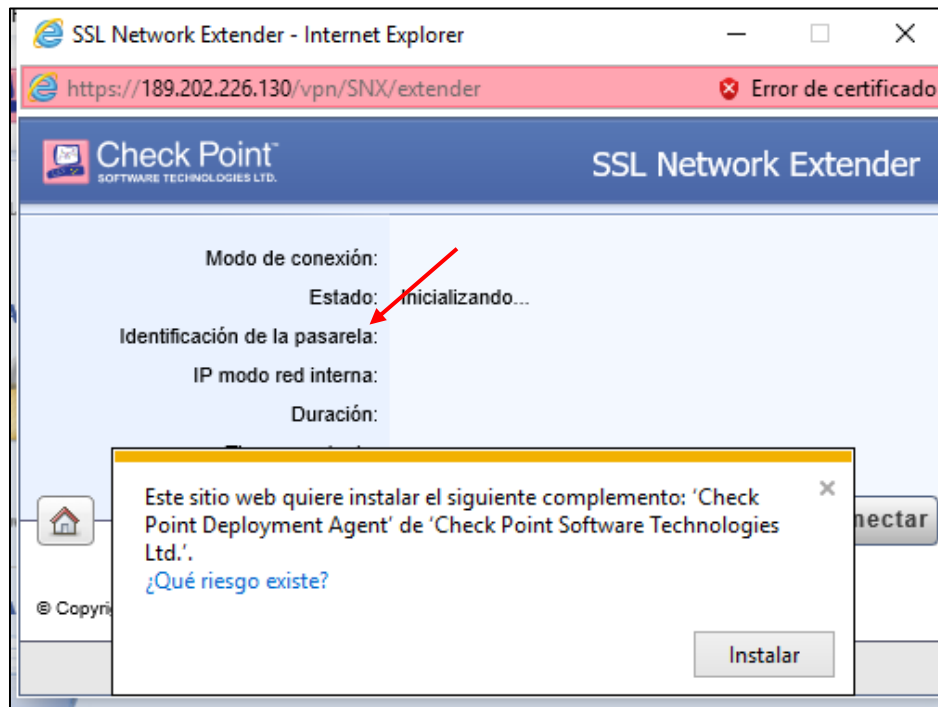 SSL Network Extender - Internet Explorer
https://189.202.226.130/vpn/SNX/extender
Error de certificado
Check Point™
SOFTWARE TECHNOLOGIES LTD.
SSL Network Extender
Modo de conexión:
Estado: Inicializando...
Identificación de la pasarela:
IP modo red interna:
Duración:
Este sitio web quiere instalar el siguiente complemento: 'Check
Point Deployment Agent' de 'Check Point Software Technologies
Ltd.'.
¿Qué riesgo existe?
nectar
© Copyri
Instalar